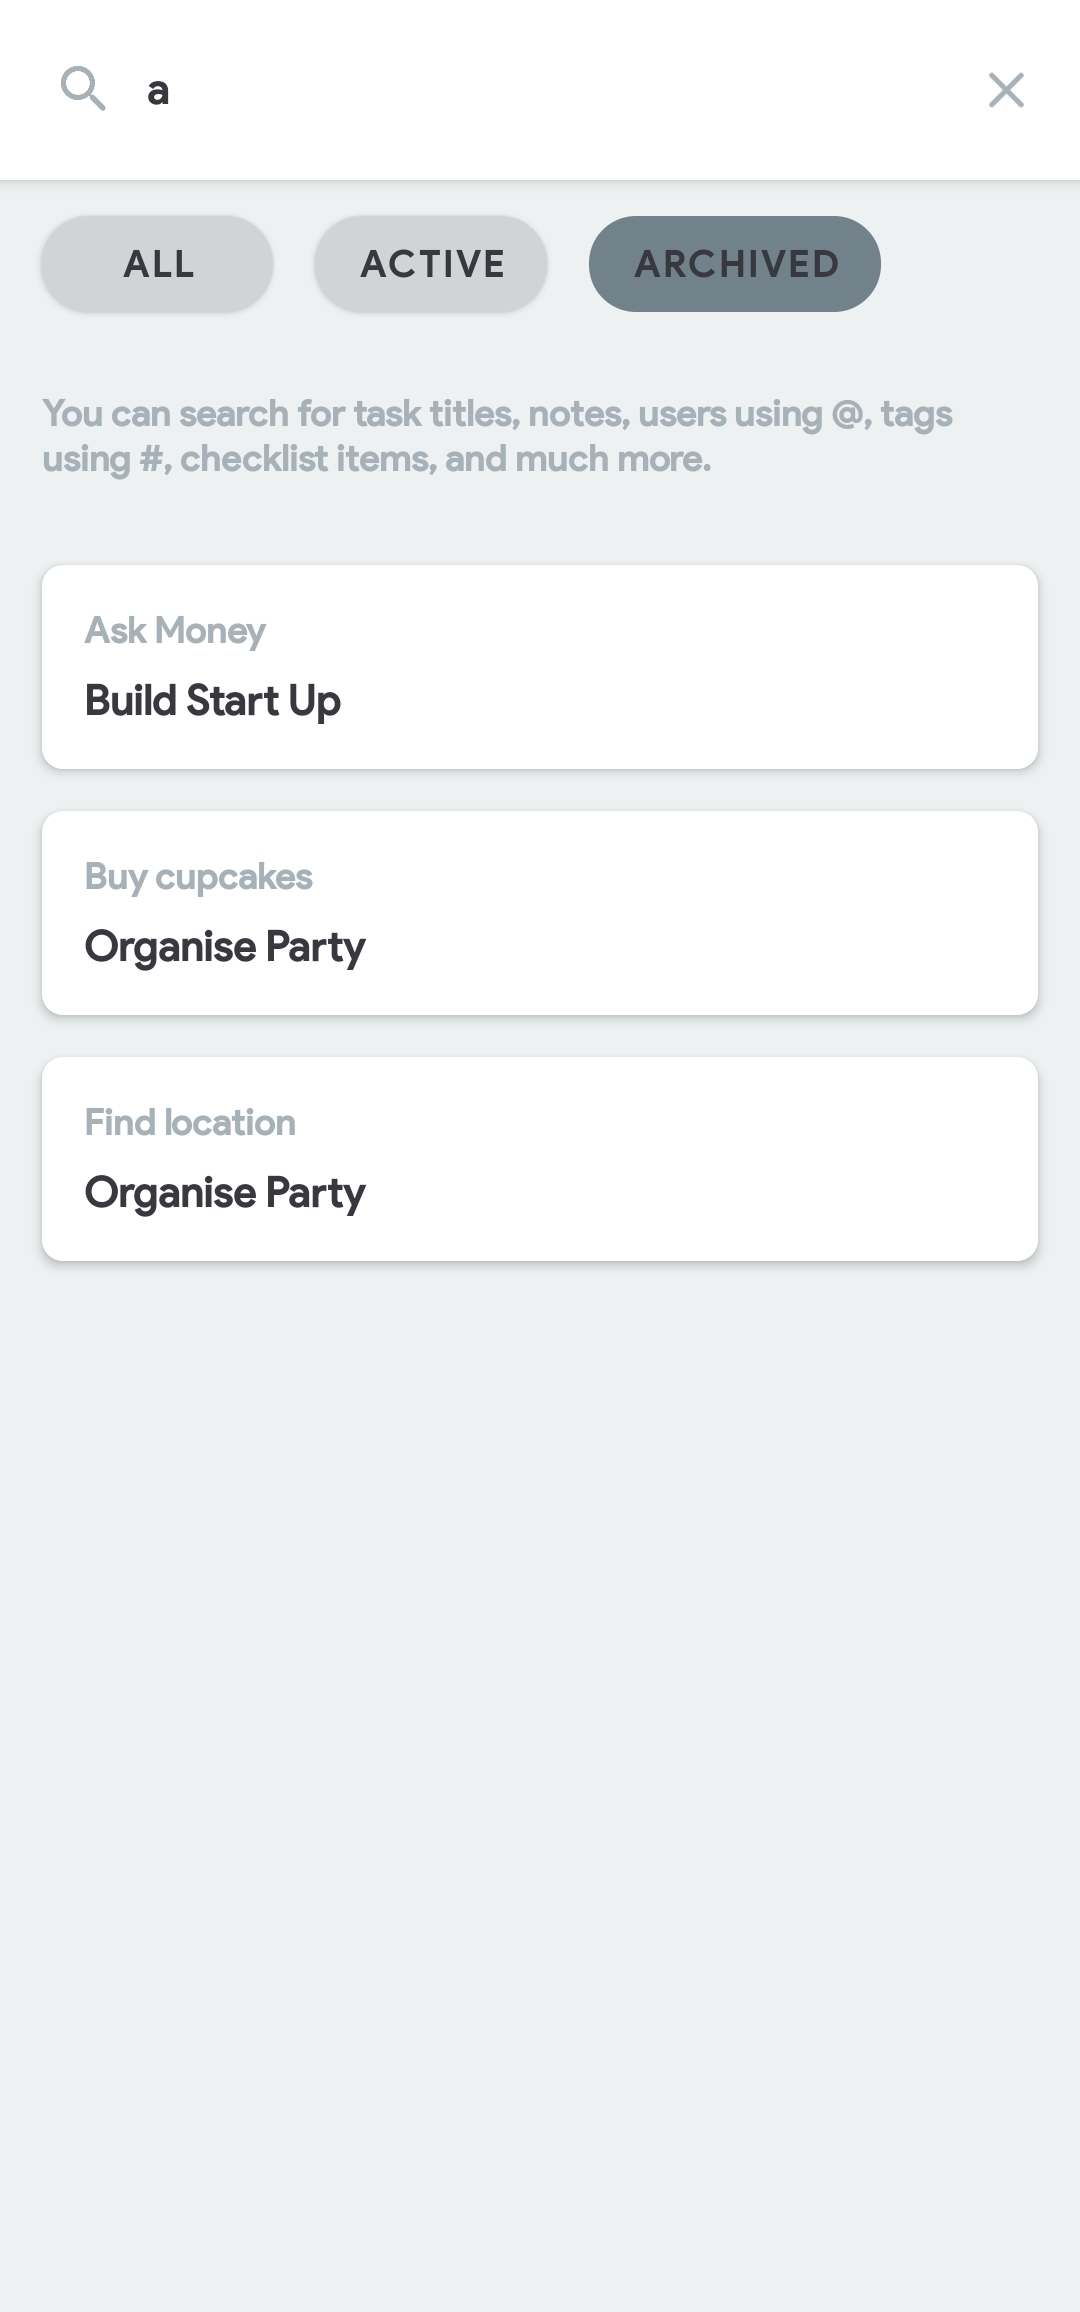 a
ALL
ACTIVE
ARCHIVED
You can search for task titles, notes, users using @, tags
using #, checklist items, and much more.
Ask Money
Build Start Up
Buy cupcakes
Organise Party
Find location
Organise Party